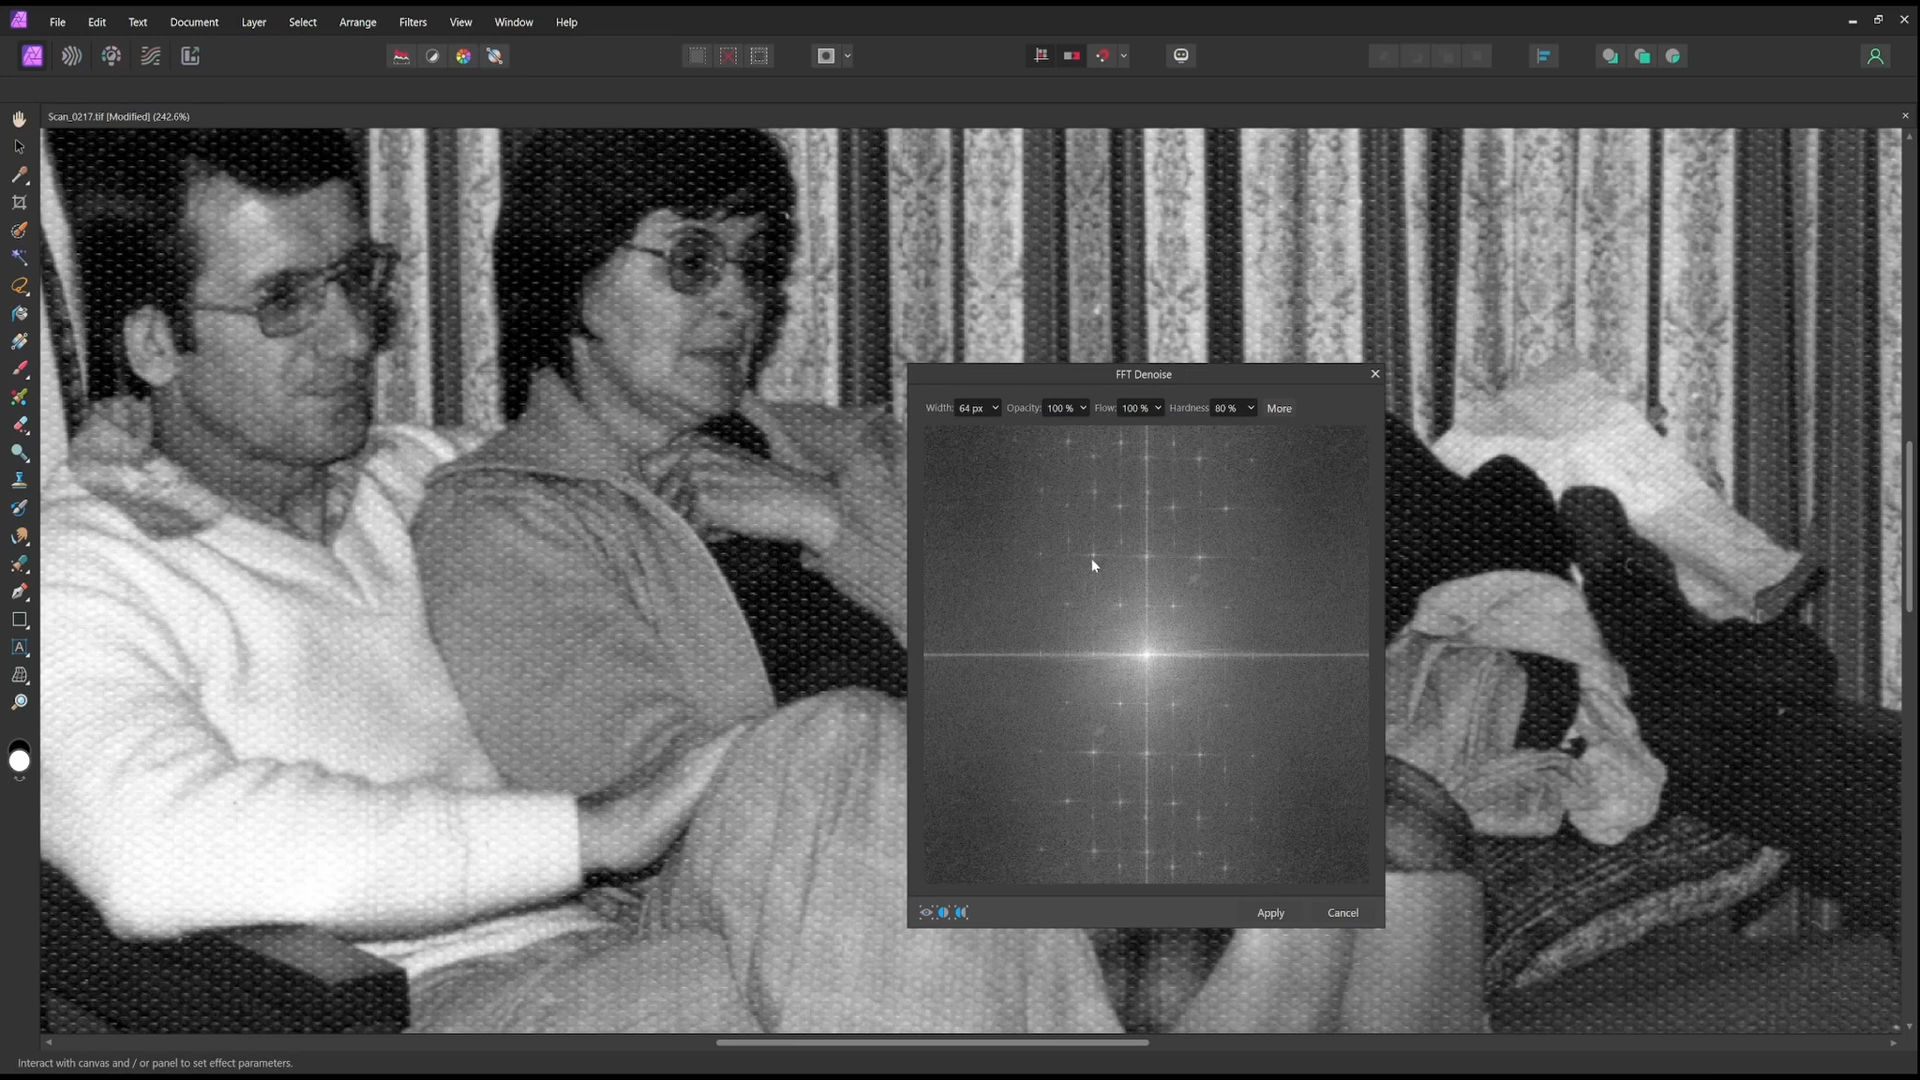 File Edit Text Document Layer Select Arrange Filters View Window Help
Scan_0217.tif [Modified] (242.6%)
FFT Denoise
Width: 64 px Opacity: 100 % Flow: 100 % Hardness 80 % More
Apply Cancel
Interact with canvas and / or panel to set effect parameters.